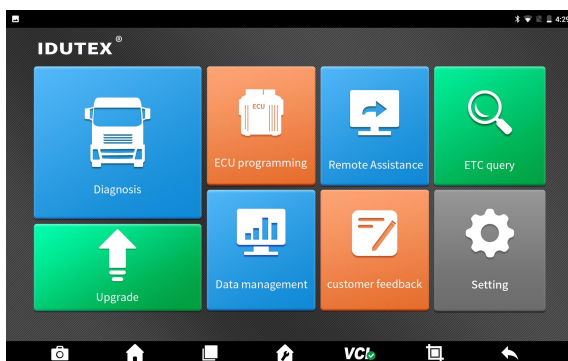 4:29
IDUTEX®
ECU
Diagnosis
ECU programming
Remote Assistance
ETC query
Upgrade
Data management
customer feedback
Setting
VCI